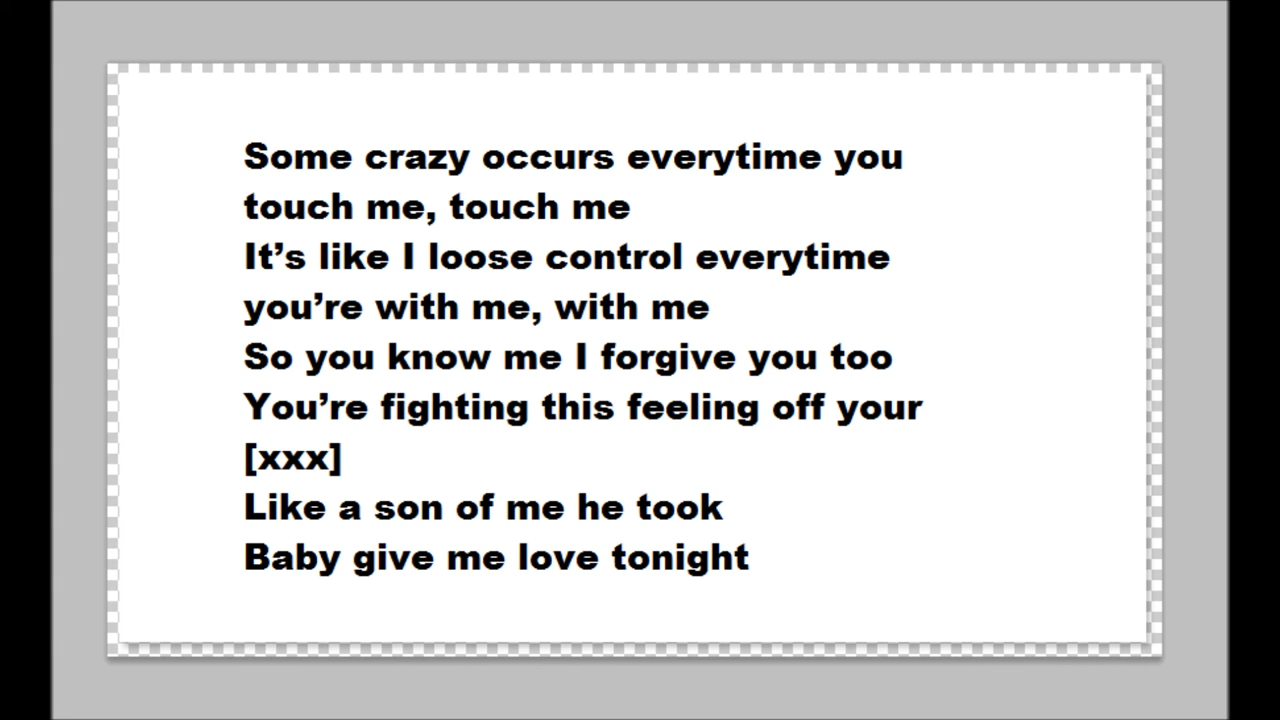 Some crazy occurs everytime you
touch me, touch me
It’s like I loose control everytime
you’re with me, with me
So you know me I forgive you too
You’re fighting this feeling off your
[xxx]
Like a son of me he took
Baby give me love tonight